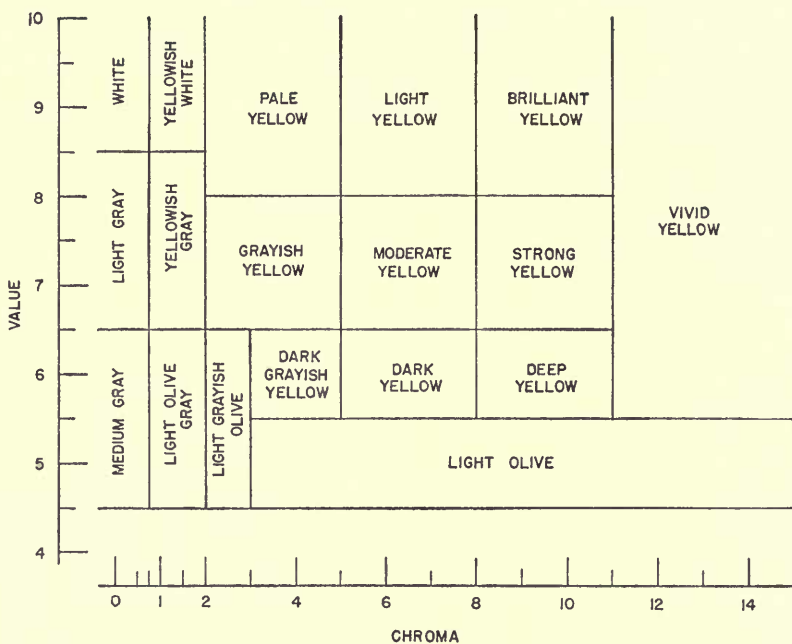 10
9
8
7
6
5
4
VALUE
WHITE
YELLOWISH
WHITE
PALE
YELLOW
LIGHT
YELLOW
BRILLIANT
YELLOW
VIVID
YELLOW
LIGHT GRAY
YELLOWISH
GRAY
GRAYISH
YELLOW
MODERATE
YELLOW
STRONG
YELLOW
MEDIUM GRAY
LIGHT OLIVE
GRAY
LIGHT GRAYISH
OLIVE
DARK
GRAYISH
YELLOW
DARK
YELLOW
DEEP
YELLOW
LIGHT OLIVE
0 1 2 4 6 8 10 12 14
CHROMA